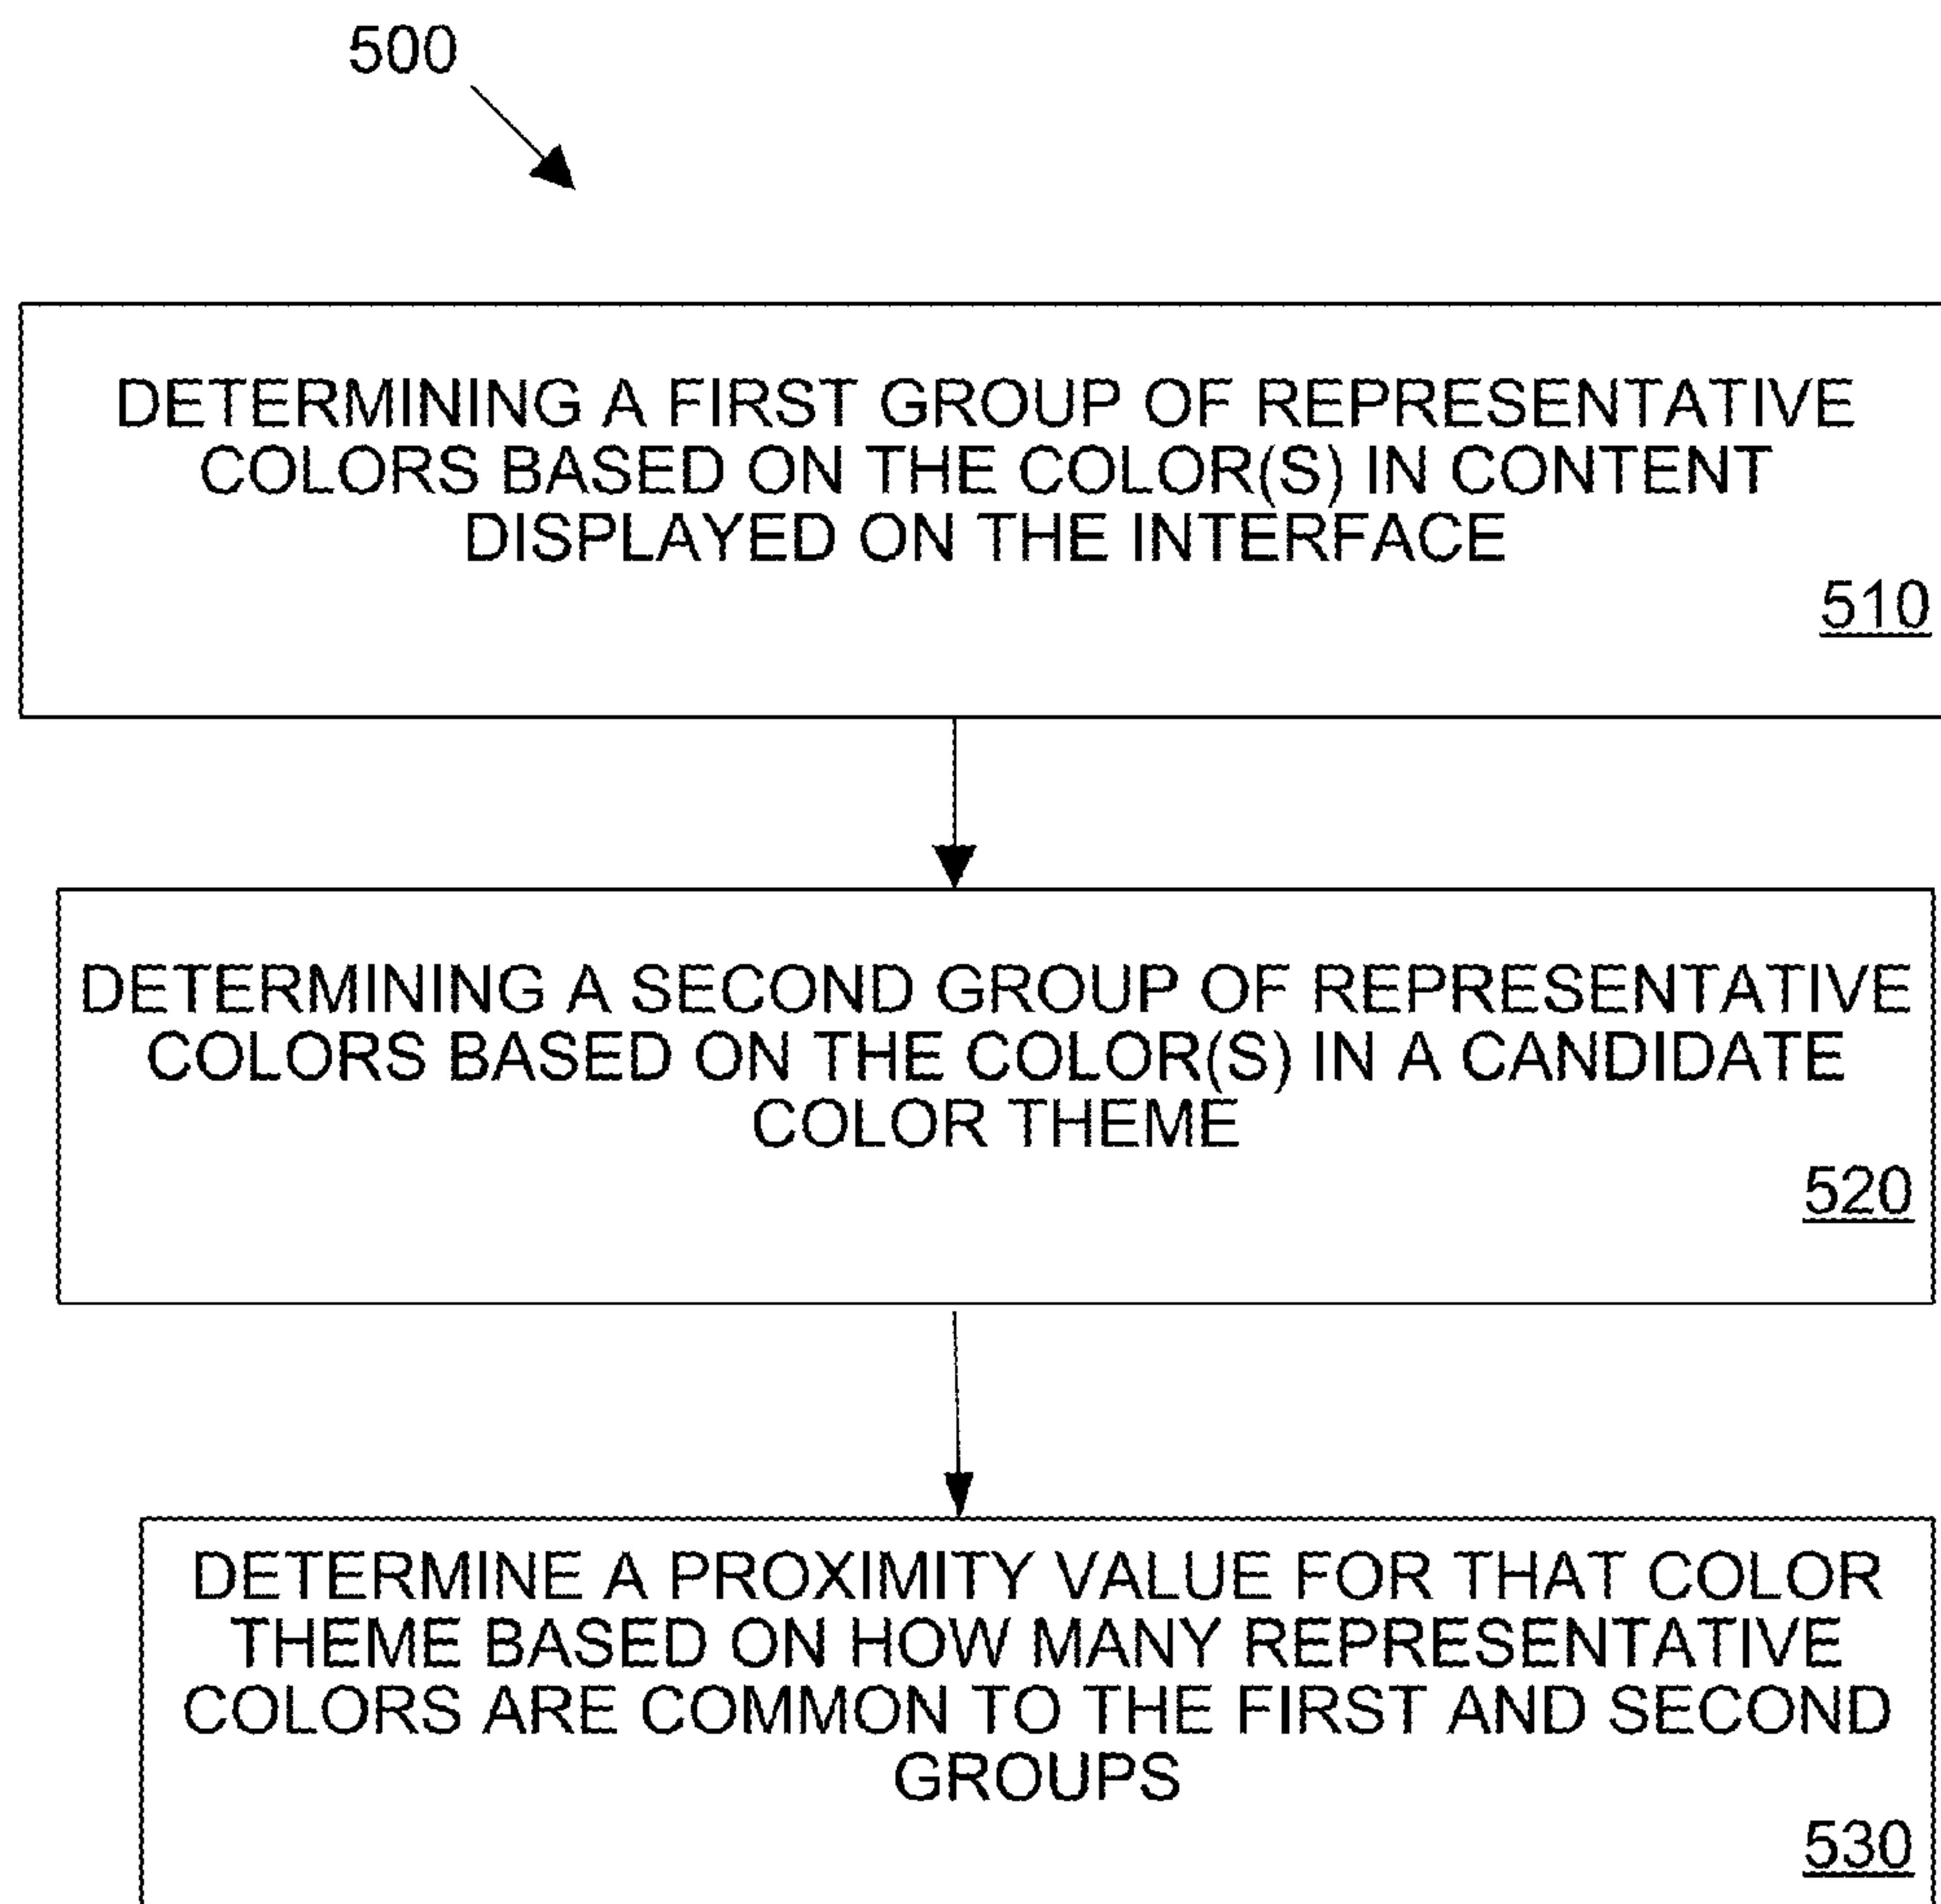 500
DETERMINING A FIRST GROUP OF REPRESENTATIVE
COLORS BASED ON THE COLOR(S) IN CONTENT
DISPLAYED ON THE INTERFACE
510
DETERMINING A SECOND GROUP OF REPRESENTATIVE
COLORS BASED ON THE COLOR(S) IN A CANDIDATE
COLOR THEME
520
DETERMINE A PROXIMITY VALUE FOR THAT COLOR
THEME BASED ON HOW MANY REPRESENTATIVE
COLORS ARE COMMON TO THE FIRST AND SECOND
GROUPS
530